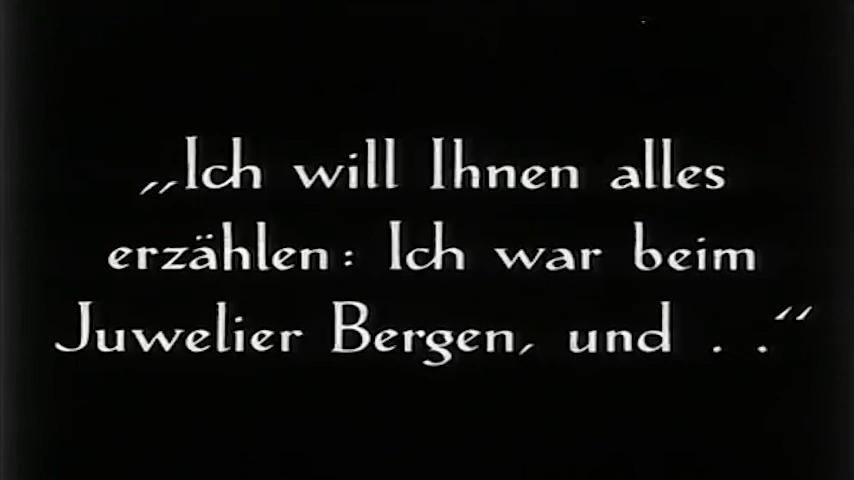 „Ich will Ihnen alles
erzählen: Ich war beim
Juwelier Bergen, und . .“